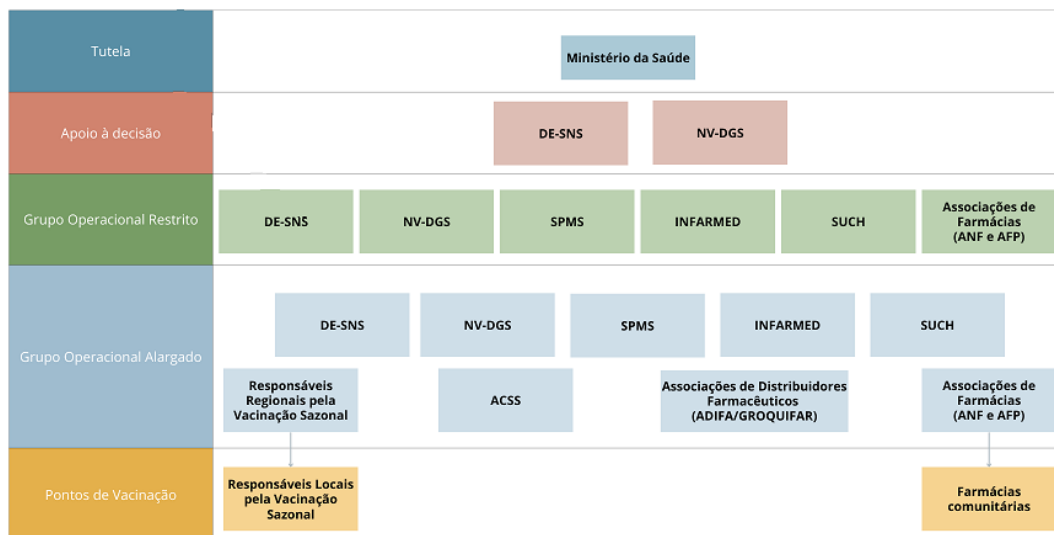 Tutela
Ministério da Saúde
Apoio à decisão
DE-SNS
NV-DGS
Grupo Operacional Restrito
DE-SNS
NV-DGS
SPMS
INFARMED
SUCH
Associações de
Farmácias
(ANF e AFP)
Grupo Operacional Alargado
DE-SNS
NV-DGS
SPMS
INFARMED
SUCH
Responsáveis
Regionais pela
Vacinação Sazonal
ACSS
Associações de Distribuidores
Farmacêuticos
(ADIFA/GROQUIFAR)
Associações de
Farmácias
(ANF e AFP)
Pontos de Vacinação
Responsáveis Locais
pela Vacinação
Sazonal
Farmácias
comunitárias